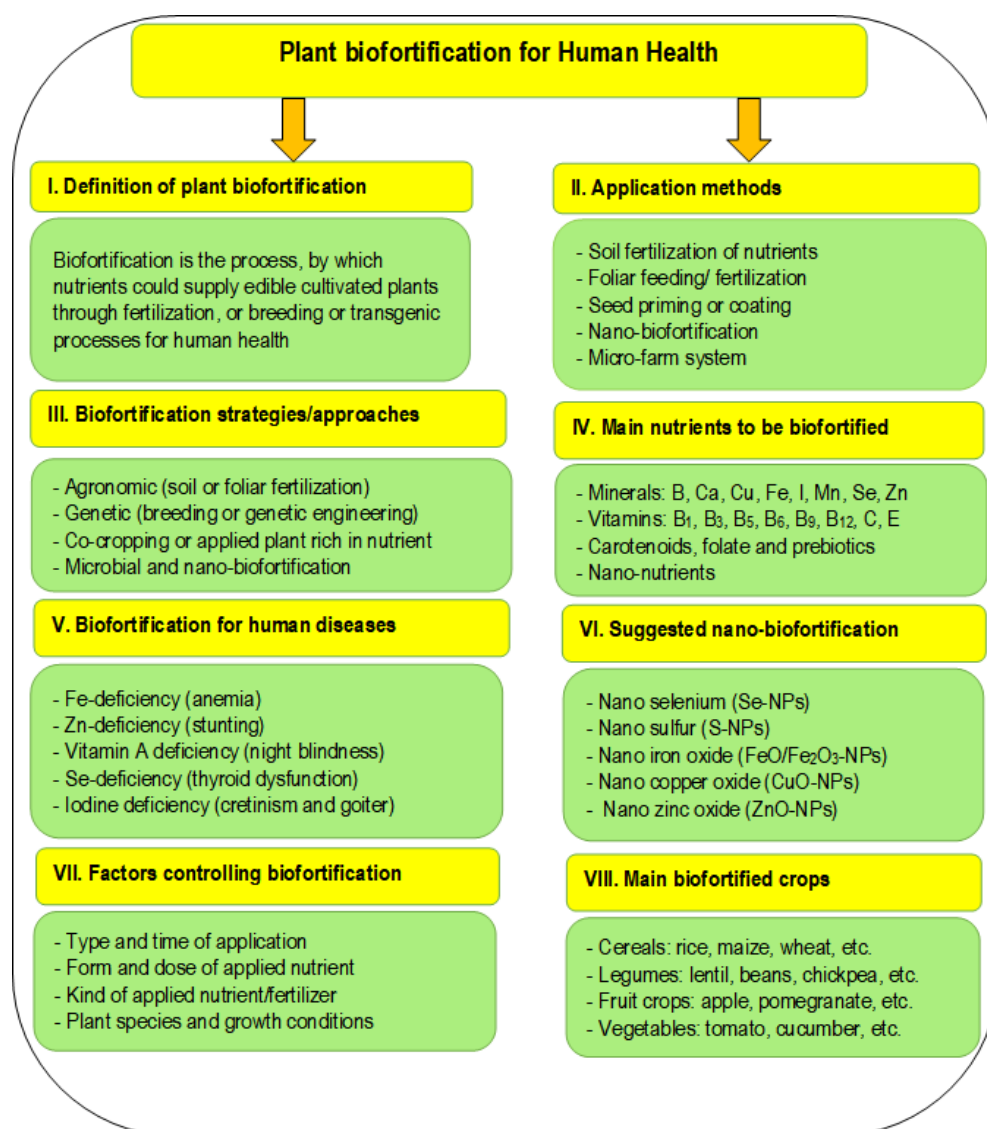 Plant biofortification for Human Health
I. Definition of plant biofortification
Biofortification is the process, by which
nutrients could supply edible cultivated plants
through fertilization, or breeding or transgenic
processes for human health
II. Application methods
- Soil fertilization of nutrients
- Foliar feeding/ fertilization
- Seed priming or coating
- Nano-biofortification
- Micro-farm system
III. Biofortification strategies/approaches
- Agronomic (soil or foliar fertilization)
- Genetic (breeding or genetic engineering)
- Co-cropping or applied plant rich in nutrient
- Microbial and nano-biofortification
IV. Main nutrients to be biofortified
- Minerals: B, Ca, Cu, Fe, I, Mn, Se, Zn
- Vitamins: B₁, B₃, B₅, B₆, B₉, B₁₂, C, E
- Carotenoids, folate and prebiotics
- Nano-nutrients
V. Biofortification for human diseases
- Fe-deficiency (anemia)
- Zn-deficiency (stunting)
- Vitamin A deficiency (night blindness)
- Se-deficiency (thyroid dysfunction)
- Iodine deficiency (cretinism and goiter)
VI. Suggested nano-biofortification
- Nano selenium (Se-NPs)
- Nano sulfur (S-NPs)
- Nano iron oxide (FeO/Fe₂O₃-NPs)
- Nano copper oxide (CuO-NPs)
- Nano zinc oxide (ZnO-NPs)
VII. Factors controlling biofortification
- Type and time of application
- Form and dose of applied nutrient
- Kind of applied nutrient/fertilizer
- Plant species and growth conditions
VIII. Main biofortified crops
- Cereals: rice, maize, wheat, etc.
- Legumes: lentil, beans, chickpea, etc.
- Fruit crops: apple, pomegranate, etc.
- Vegetables: tomato, cucumber, etc.